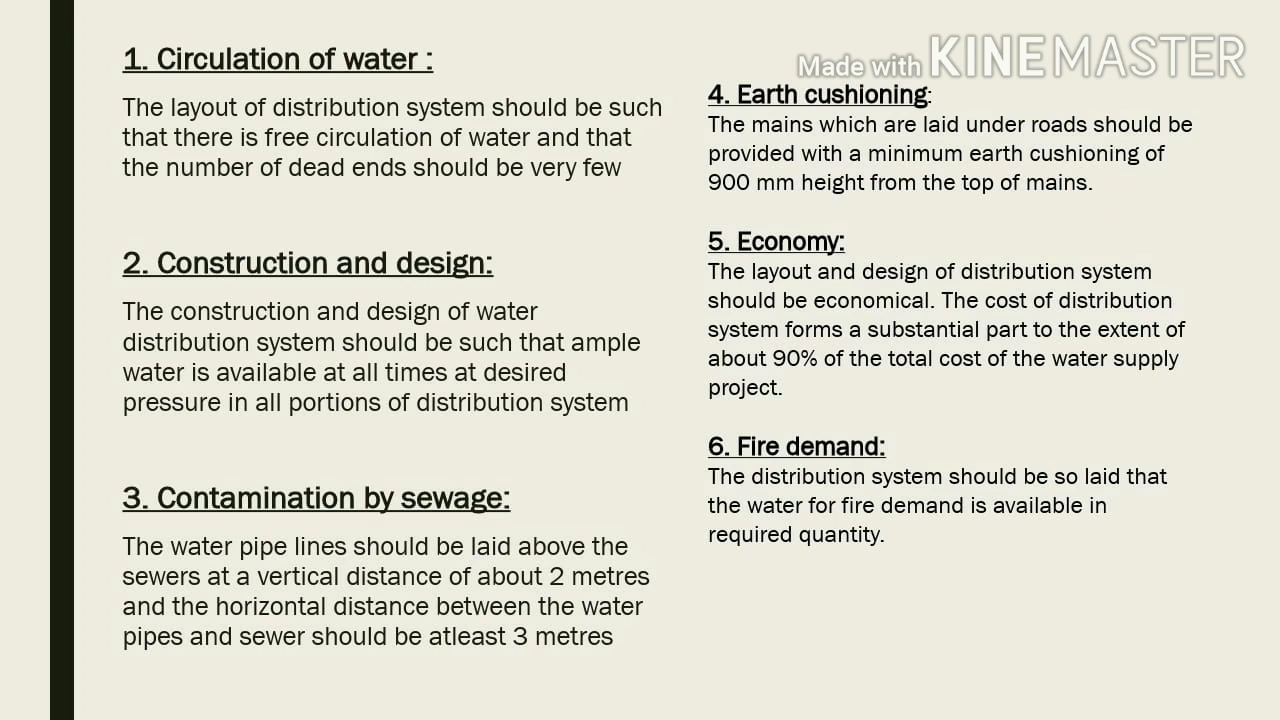 1. Circulation of water :
The layout of distribution system should be such
that there is free circulation of water and that
the number of dead ends should be very few
2. Construction and design:
The construction and design of water
distribution system should be such that ample
water is available at all times at desired
pressure in all portions of distribution system
3. Contamination by sewage:
The water pipe lines should be laid above the
sewers at a vertical distance of about 2 metres
and the horizontal distance between the water
pipes and sewer should be atleast 3 metres
Made with KINEMASTER
4. Earth cushioning:
The mains which are laid under roads should be
provided with a minimum earth cushioning of
900 mm height from the top of mains.
5. Economy:
The layout and design of distribution system
should be economical. The cost of distribution
system forms a substantial part to the extent of
about 90% of the total cost of the water supply
project.
6. Fire demand:
The distribution system should be so laid that
the water for fire demand is available in
required quantity.